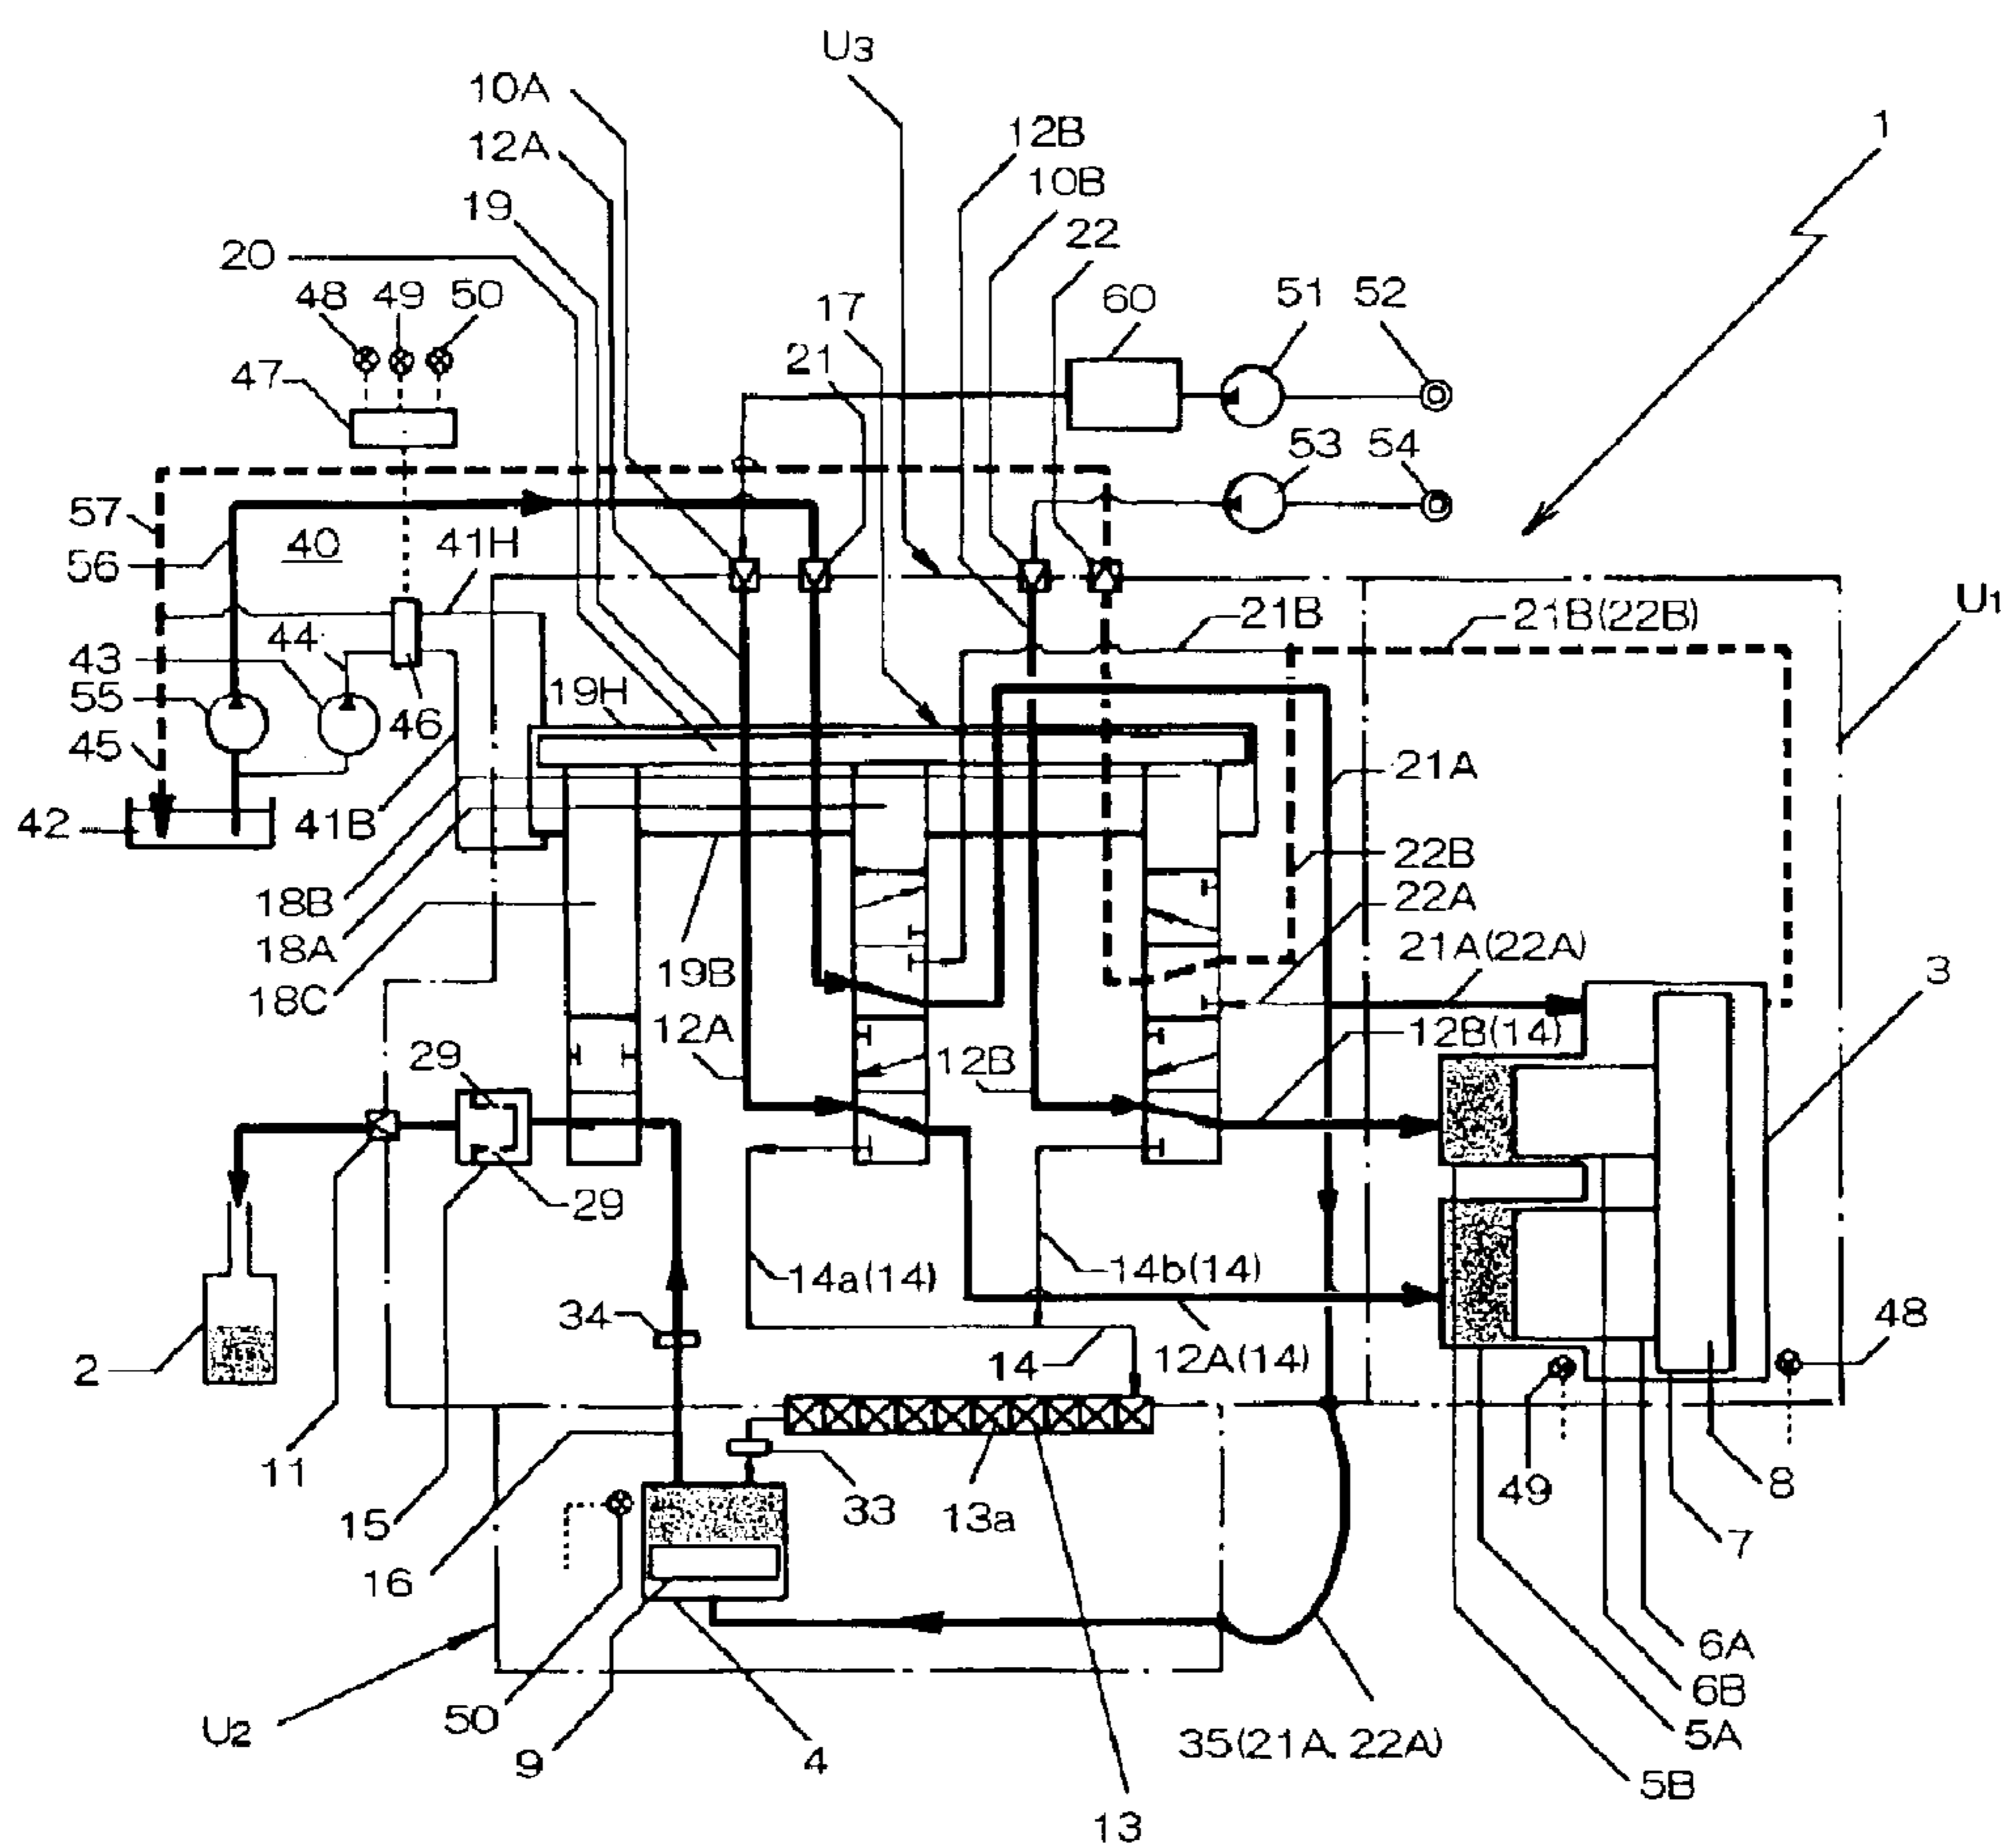 U3
10A
12A
12B
1
10B
19
22
20
48 49 50
17
60
51 52
47
21
53 54
57
40
41H
56
21B
21B(22B)
U1
44
43
55
19H
46
45
21A
42
41B
22B
18B
22A
18A
19B
21A(22A)
3
18C
12A
12B
12B(14)
29
29
14a(14)
14b(14)
34
48
2
14
12A(14)
11
49
8
15
33
13a
7
16
6A
50
6B
U2
9
4
35(21A, 22A)
5A
5B
13